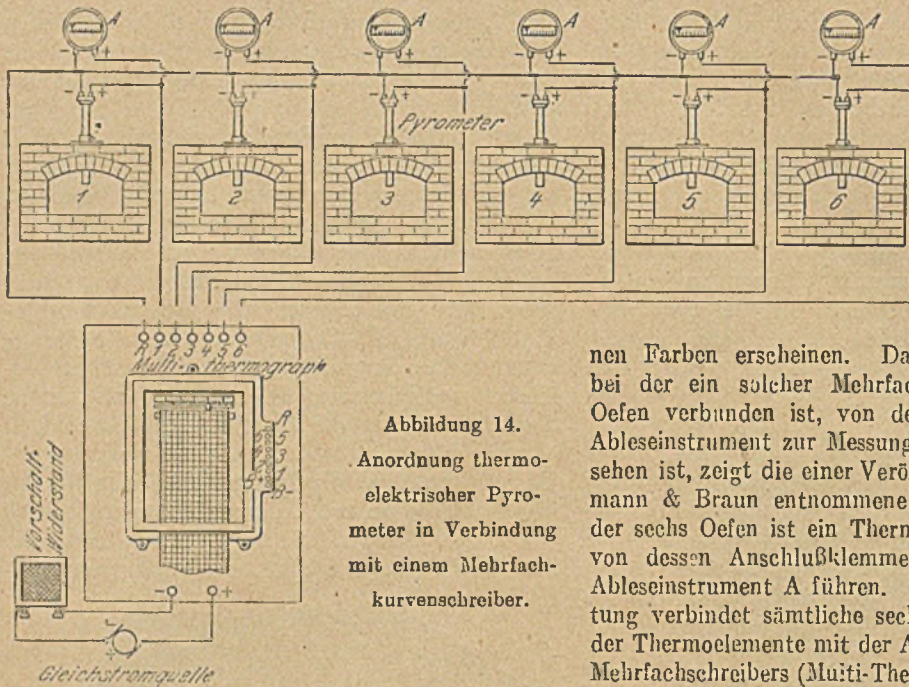 A A A A A A
- + - + - + - + - + - +
- + - + - + - + - + - +
Pyrometer
1 2 3 4 5 6
R 1 2 3 4 5 6
Multi-thermograph
R
5
3
1
Vorschalt-
Widerstand
- +
- +
Gleichstromquelle
Abbildung 14.
Anordnung thermo-
elektrischer Pyro-
meter in Verbindung
mit einem Mehrfach-
kurvenschreiber.
nen Farben erscheinen. Da
bei der ein solcher Mehrfac
Oefen verbunden ist, von de
Ableseinstrument zur Messung
sehen ist, zeigt die einer Verö
mann & Braun entnommene
der sechs Oefen ist ein Therm
von dessen Anschlußklemme
Ableseinstrument A führen.
tung verbindet sämtliche sech
der Thermoelemente mit der A
Mehrfachschreibers (Multi-The